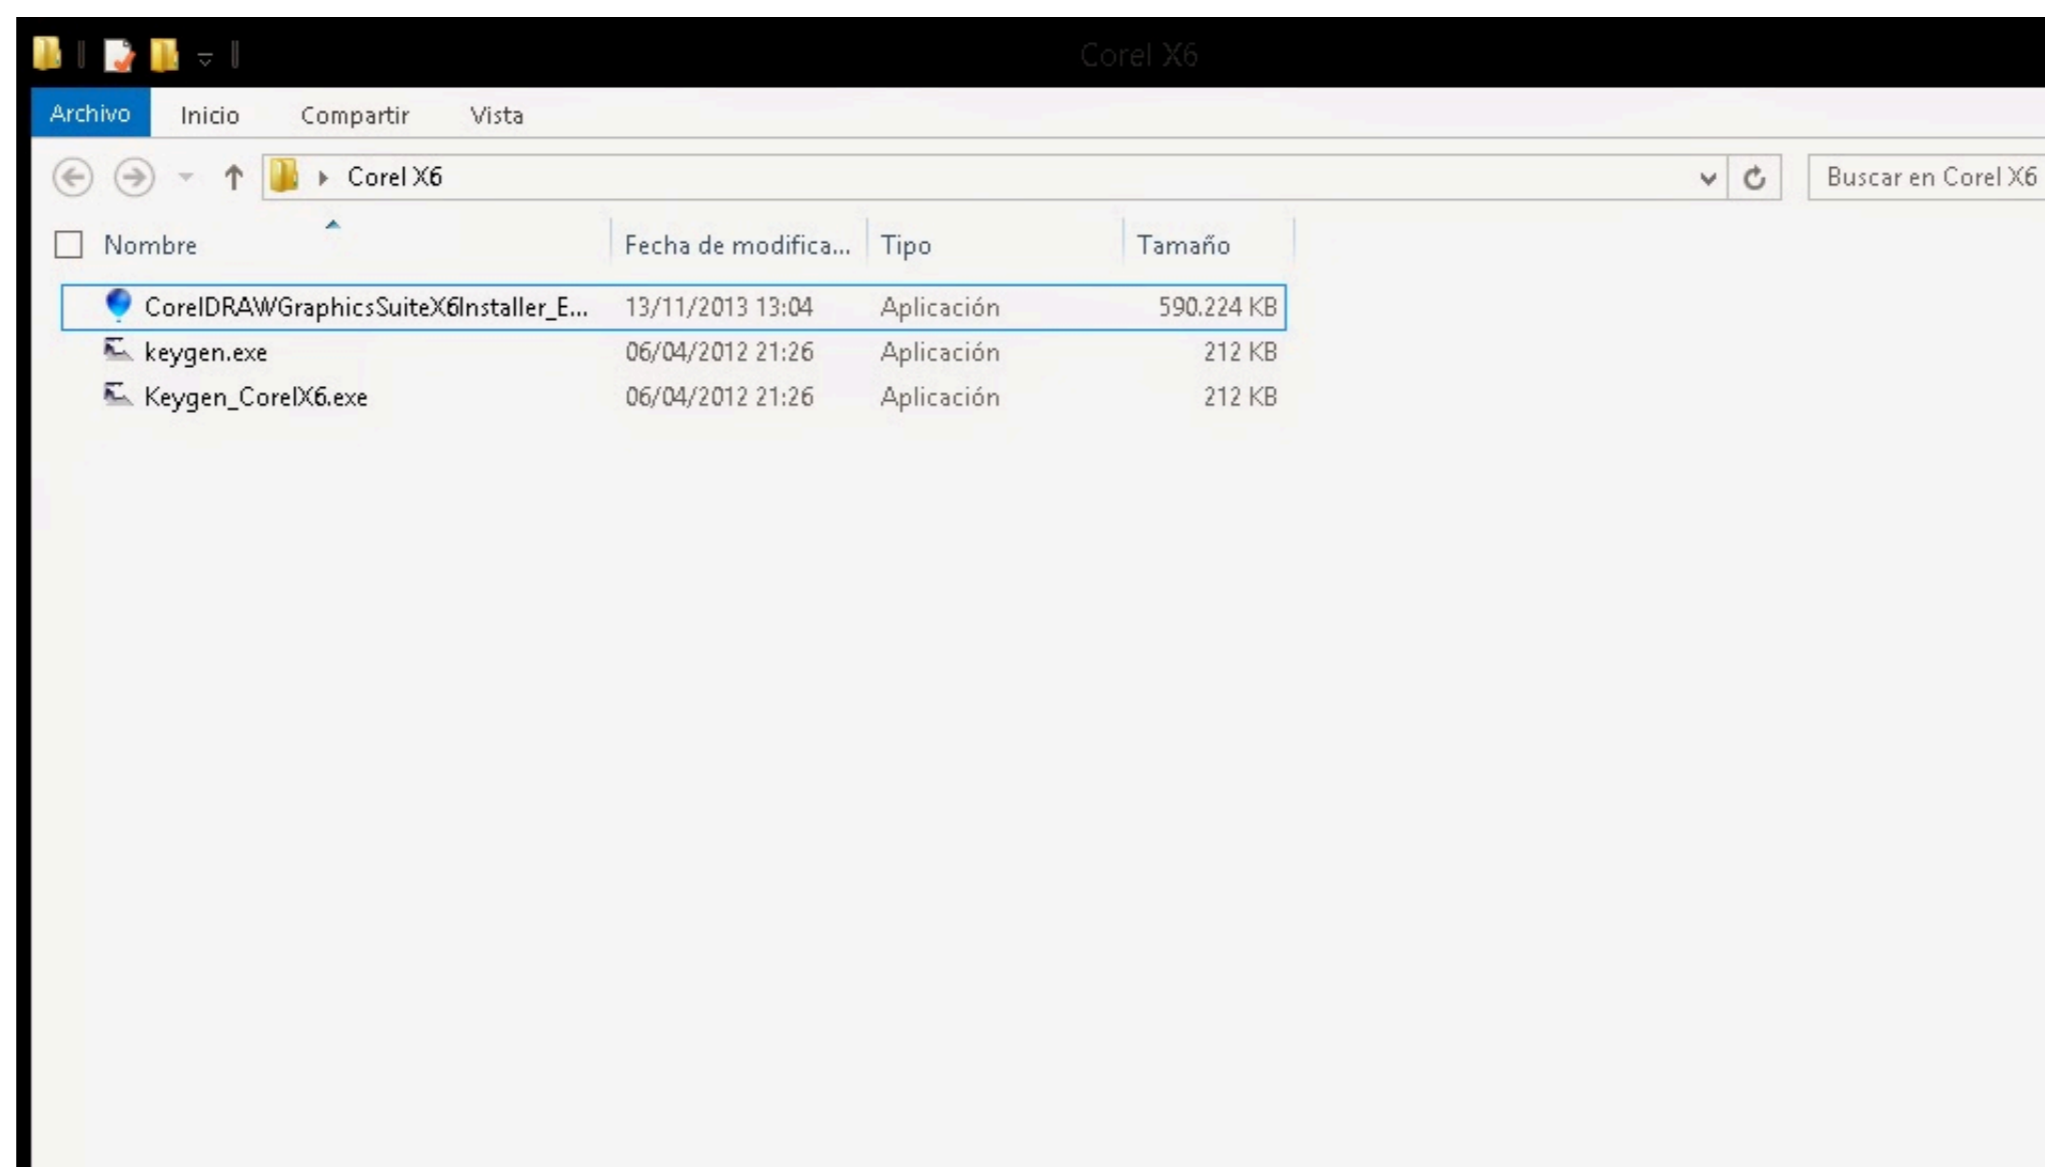 Corel X6
Archivo Inicio Compartir Vista
Corel X6 Buscar en Corel X6
Nombre Fecha de modifica... Tipo Tamaño
CorelDRAWGraphicsSuiteX6Installer_E... 13/11/2013 13:04 Aplicación 590.224 KB
keygen.exe 06/04/2012 21:26 Aplicación 212 KB
Keygen_CorelX6.exe 06/04/2012 21:26 Aplicación 212 KB